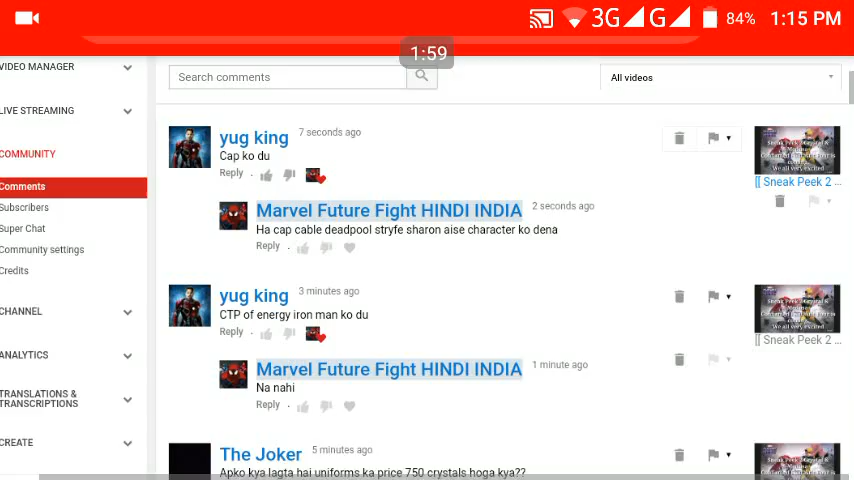 3G G 84% 1:15 PM
1:59
VIDEO MANAGER
LIVE STREAMING
COMMUNITY
Comments
Subscribers
Super Chat
Community settings
Credits
CHANNEL
ANALYTICS
TRANSLATIONS &
TRANSCRIPTIONS
CREATE
Search comments
All videos
yug king 7 seconds ago
Cap ko du
Reply .
[[ Sneak Peek 2 ...
Marvel Future Fight HINDI INDIA 2 seconds ago
Ha cap cable deadpool stryfe sharon aise character ko dena
Reply .
yug king 3 minutes ago
CTP of energy iron man ko du
Reply .
[[ Sneak Peek 2 ...
Marvel Future Fight HINDI INDIA 1 minute ago
Na nahi
Reply .
The Joker 5 minutes ago
Apko kya lagta hai uniforms ka price 750 crystals hoga kya??